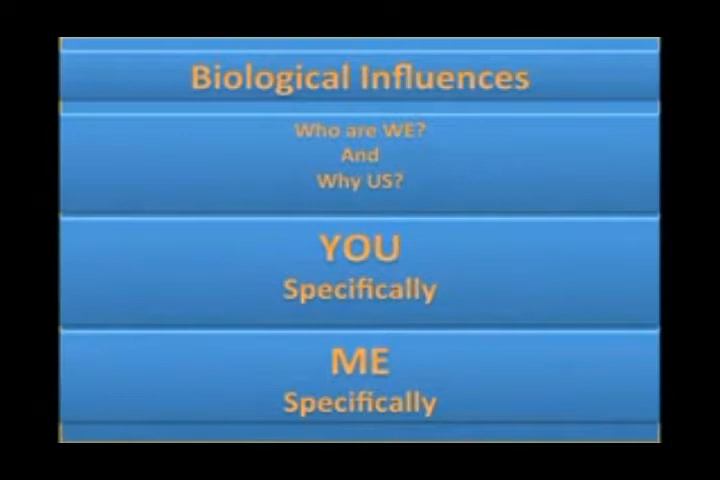 Biological Influences
Who are WE?
And
Why US?
YOU
Specifically
ME
Specifically